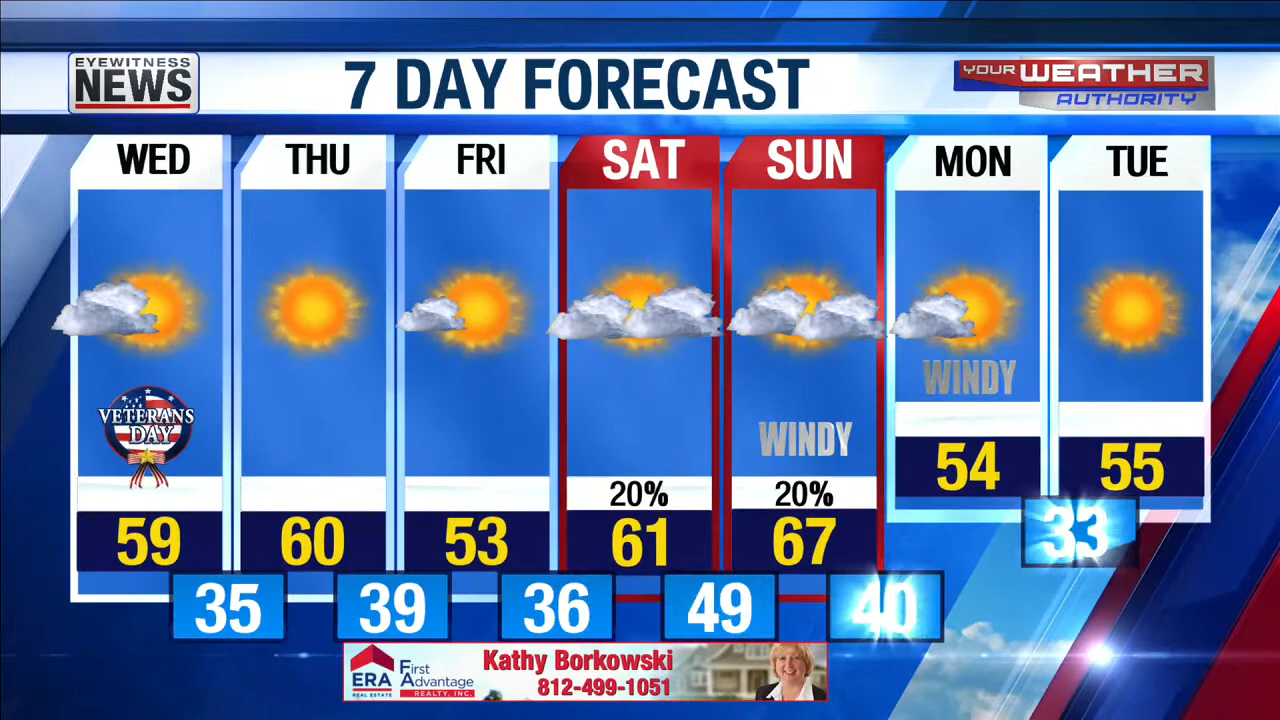 EYEWITNESS
NEWS
7 DAY FORECAST
YOUR WEATHER
AUTHORITY
WED
THU
FRI
SAT
SUN
MON
TUE
VETERANS
DAY
WINDY
WINDY
20%
20%
59
60
53
61
67
54
55
35
39
36
49
40
33
ERA
REAL ESTATE
First
Advantage
REALTY, INC.
Kathy Borkowski
812-499-1051